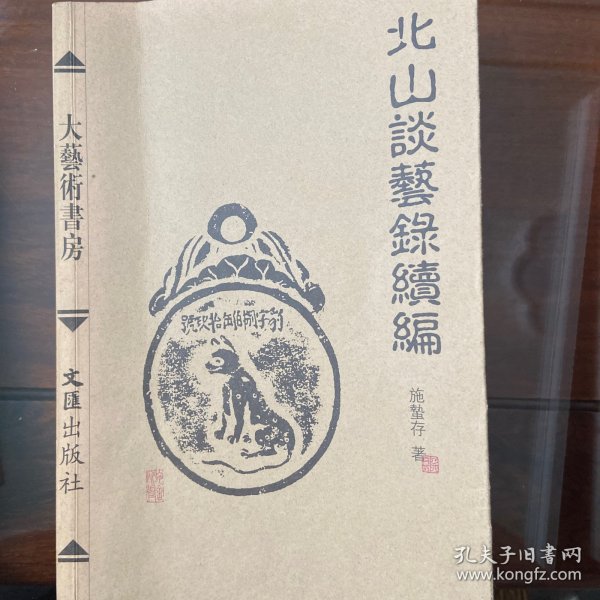 北山談藝錄續編
施蟄存 著
大藝術書房
文匯出版社
孔夫子旧书网
www.kongfz.com